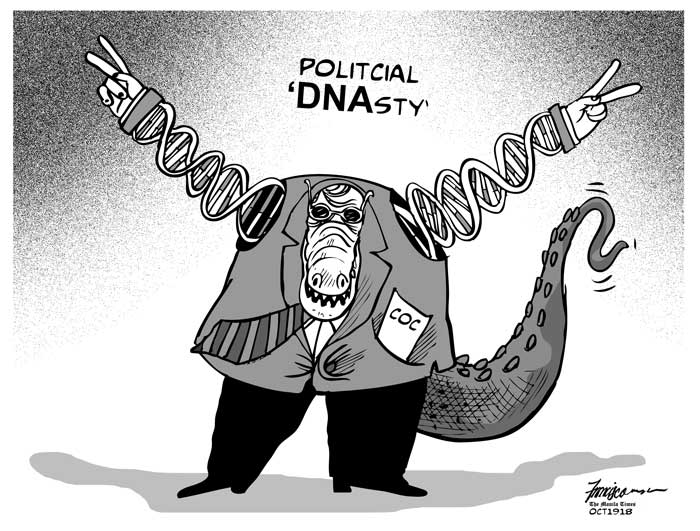 POLITCIAL
'DNASTY'
COC
The Manila Times
OCT1918